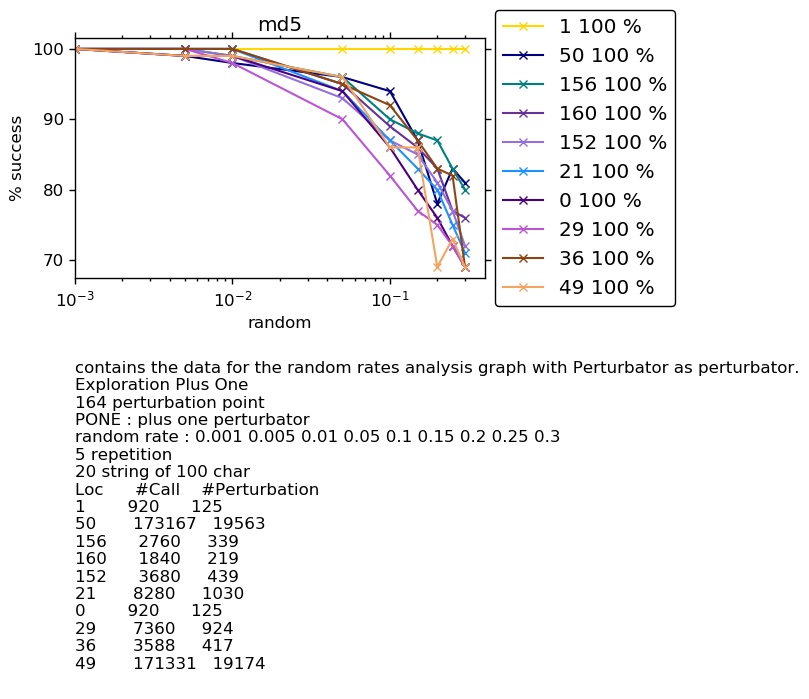 md5
% success
100
90
80
70
10^-3
10^-2
10^-1
random
1 100 %
50 100 %
156 100 %
160 100 %
152 100 %
21 100 %
0 100 %
29 100 %
36 100 %
49 100 %
contains the data for the random rates analysis graph with Perturbator as perturbator.
Exploration Plus One
164 perturbation point
PONE : plus one perturbator
random rate : 0.001 0.005 0.01 0.05 0.1 0.15 0.2 0.25 0.3
5 repetition
20 string of 100 char
Loc #Call #Perturbation
1 920 125
50 173167 19563
156 2760 339
160 1840 219
152 3680 439
21 8280 1030
0 920 125
29 7360 924
36 3588 417
49 171331 19174